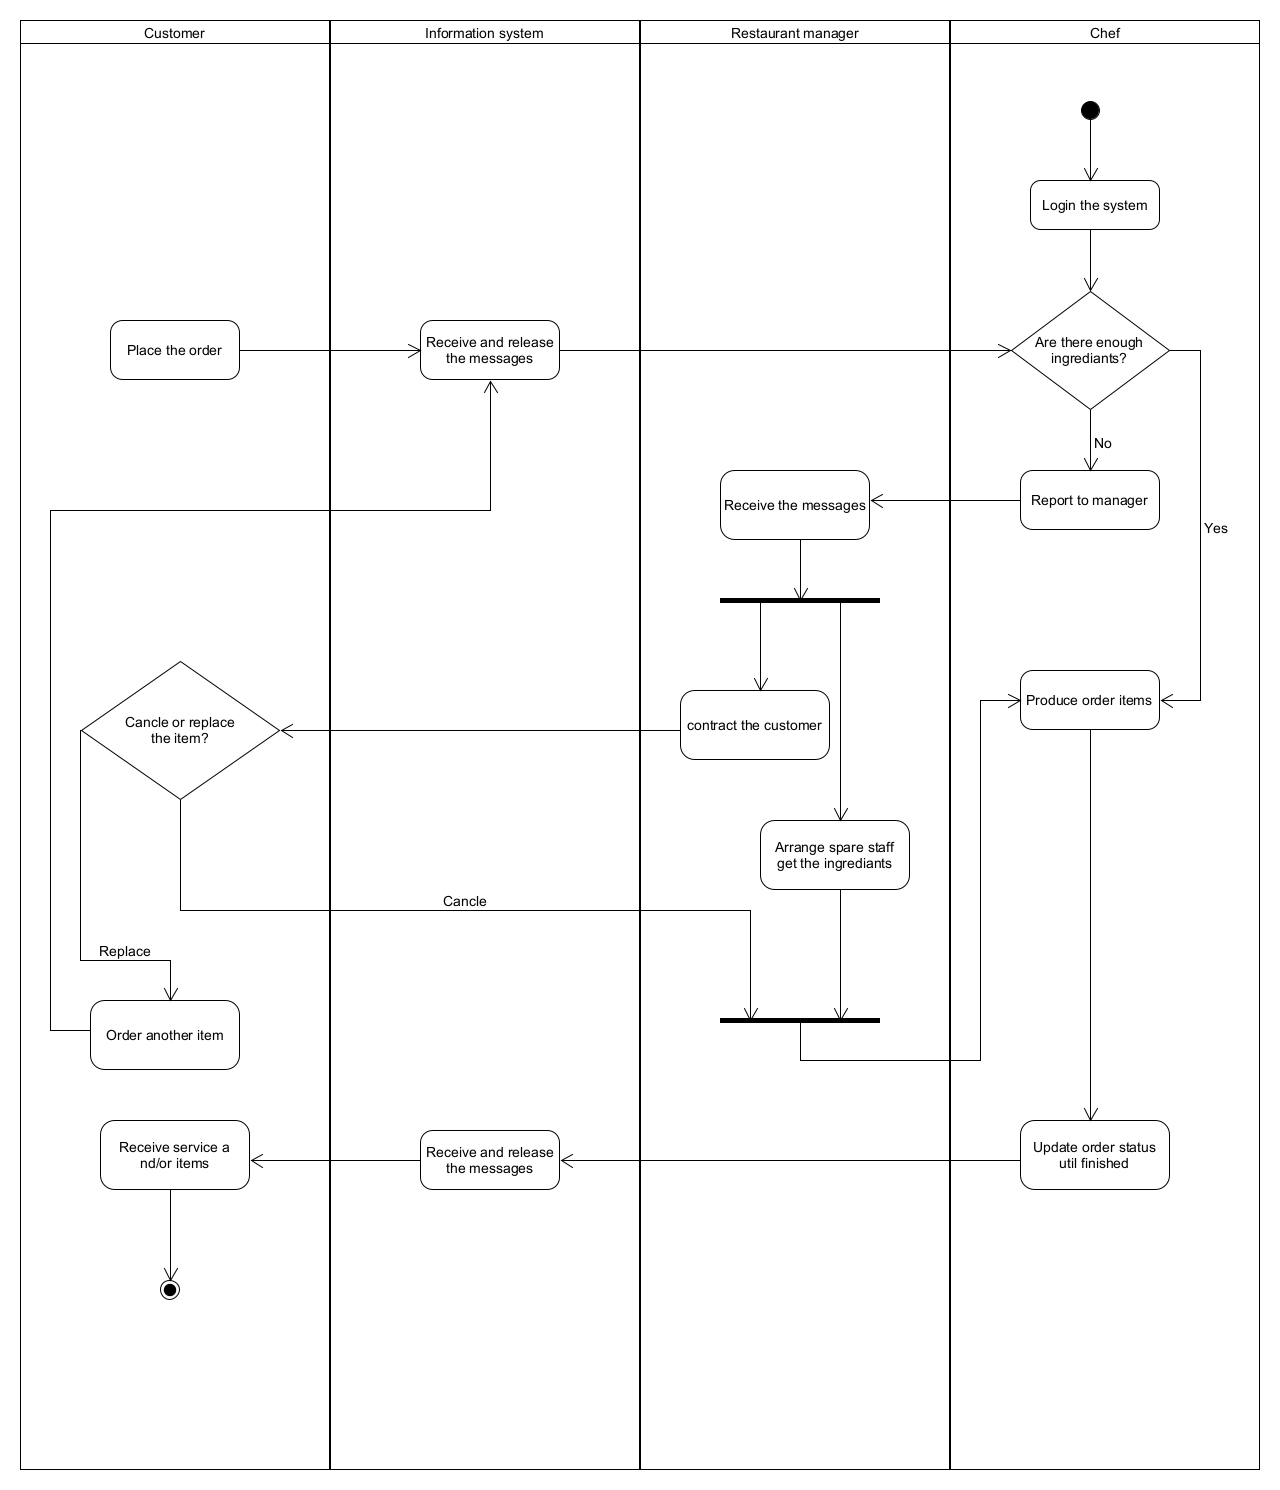 Customer
Information system
Restaurant manager
Chef
Login the system
Place the order
Receive and release
the messages
Are there enough
ingrediants?
No
Receive the messages
Report to manager
Yes
Cancle or replace
the item?
contract the customer
Produce order items
Arrange spare staff
get the ingrediants
Cancle
Replace
Order another item
Receive service a
nd/or items
Receive and release
the messages
Update order status
util finished